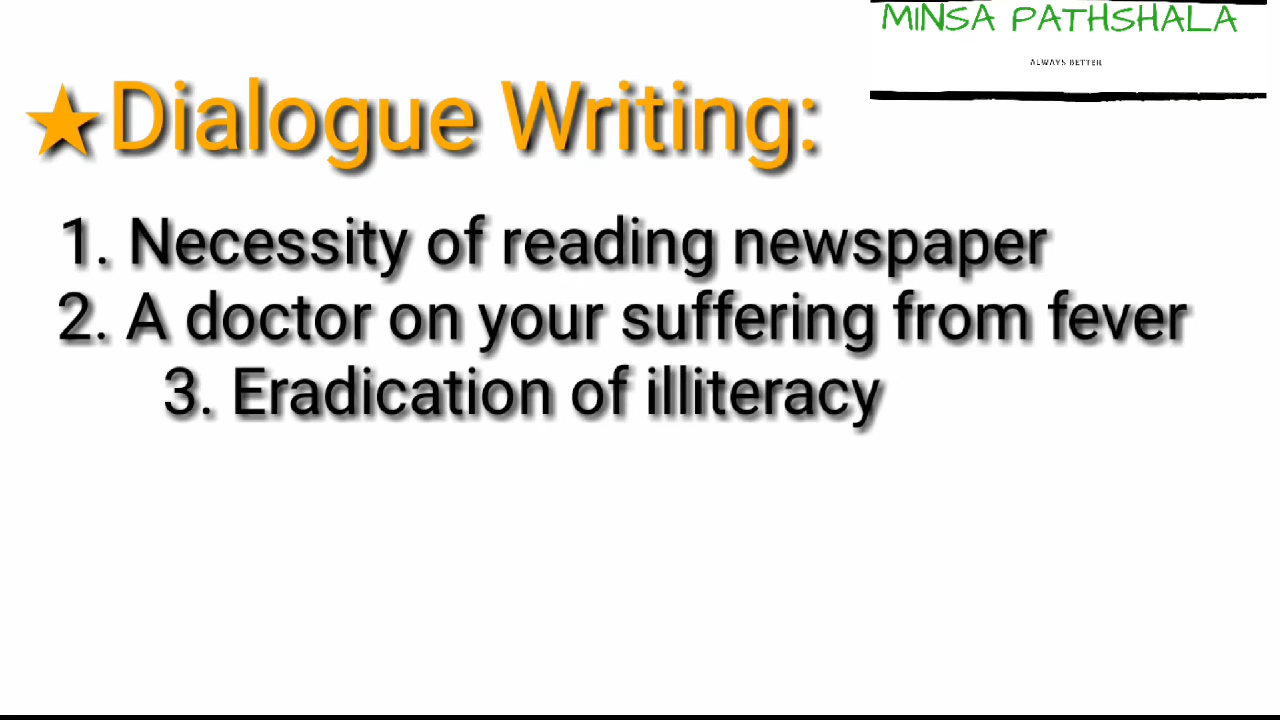 MINSA PATHSHALA
ALWAYS BETTER
★Dialogue Writing:
1. Necessity of reading newspaper
2. A doctor on your suffering from fever
3. Eradication of illiteracy